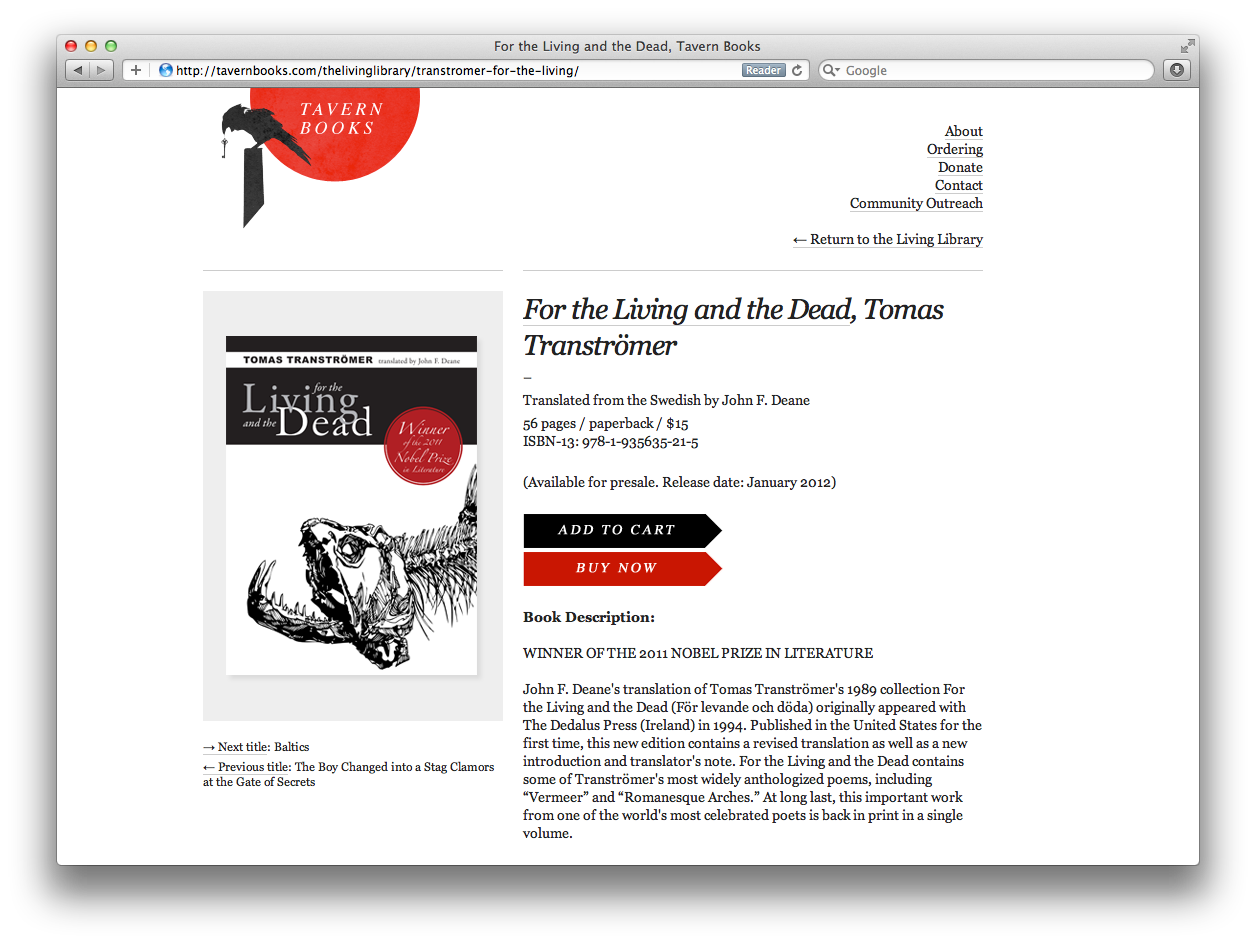 For the Living and the Dead, Tavern Books
http://tavernbooks.com/thelivinglibrary/transtromer-for-the-living/
Reader
Google
TAVERN
BOOKS
About
Ordering
Donate
Contact
Community Outreach
← Return to the Living Library
TOMAS TRANSTRÖMER translated by John F. Deane
for the
Living
and the Dead
Winner
of the 2011
Nobel Prize
in Literature
→ Next title: Baltics
← Previous title: The Boy Changed into a Stag Clamors
at the Gate of Secrets
For the Living and the Dead, Tomas
Tranströmer
–
Translated from the Swedish by John F. Deane
56 pages / paperback / $15
ISBN-13: 978-1-935635-21-5
(Available for presale. Release date: January 2012)
ADD TO CART
BUY NOW
Book Description:
WINNER OF THE 2011 NOBEL PRIZE IN LITERATURE
John F. Deane's translation of Tomas Tranströmer's 1989 collection For
the Living and the Dead (För levande och döda) originally appeared with
The Dedalus Press (Ireland) in 1994. Published in the United States for the
first time, this new edition contains a revised translation as well as a new
introduction and translator's note. For the Living and the Dead contains
some of Tranströmer's most widely anthologized poems, including
“Vermeer” and “Romanesque Arches.” At long last, this important work
from one of the world's most celebrated poets is back in print in a single
volume.